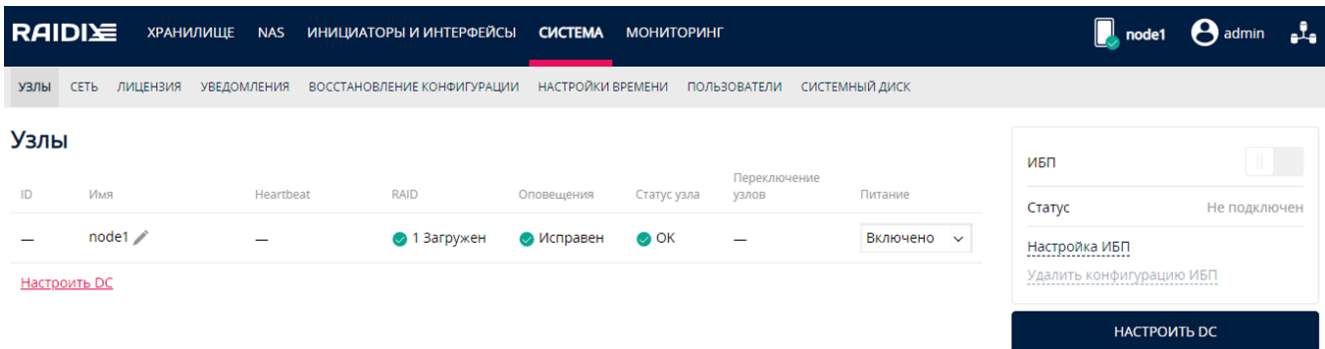 RAIDIX ХРАНИЛИЩЕ NAS ИНИЦИАТОРЫ И ИНТЕРФЕЙСЫ СИСТЕМА МОНИТОРИНГ node1 admin
УЗЛЫ СЕТЬ ЛИЦЕНЗИЯ УВЕДОМЛЕНИЯ ВОССТАНОВЛЕНИЕ КОНФИГУРАЦИИ НАСТРОЙКИ ВРЕМЕНИ ПОЛЬЗОВАТЕЛИ СИСТЕМНЫЙ ДИСК
Узлы
ID Имя Heartbeat RAID Оповещения Статус узла Переключение узлов Питание
— node1 — 1 Загружен Исправен OK — Включено
Настроить DC
ИБП
Статус Не подключен
Настройка ИБП
Удалить конфигурацию ИБП
НАСТРОИТЬ DC